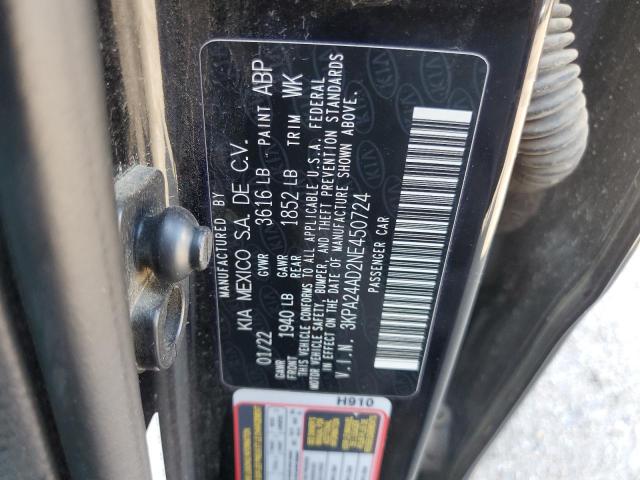 MANUFACTURED BY
KIA MEXICO S.A. DE C.V.
01/22 GVWR 3616 LB PAINT ABP
GAWR FRONT 1940 LB GAWR REAR 1852 LB TRIM WK
THIS VEHICLE CONFORMS TO ALL APPLICABLE U.S.A. FEDERAL
MOTOR VEHICLE SAFETY, BUMPER, AND THEFT PREVENTION STANDARDS
IN EFFECT ON THE DATE OF MANUFACTURE SHOWN ABOVE.
V.I.N. 3KPA24AD2NE450724
PASSENGER CAR
H910